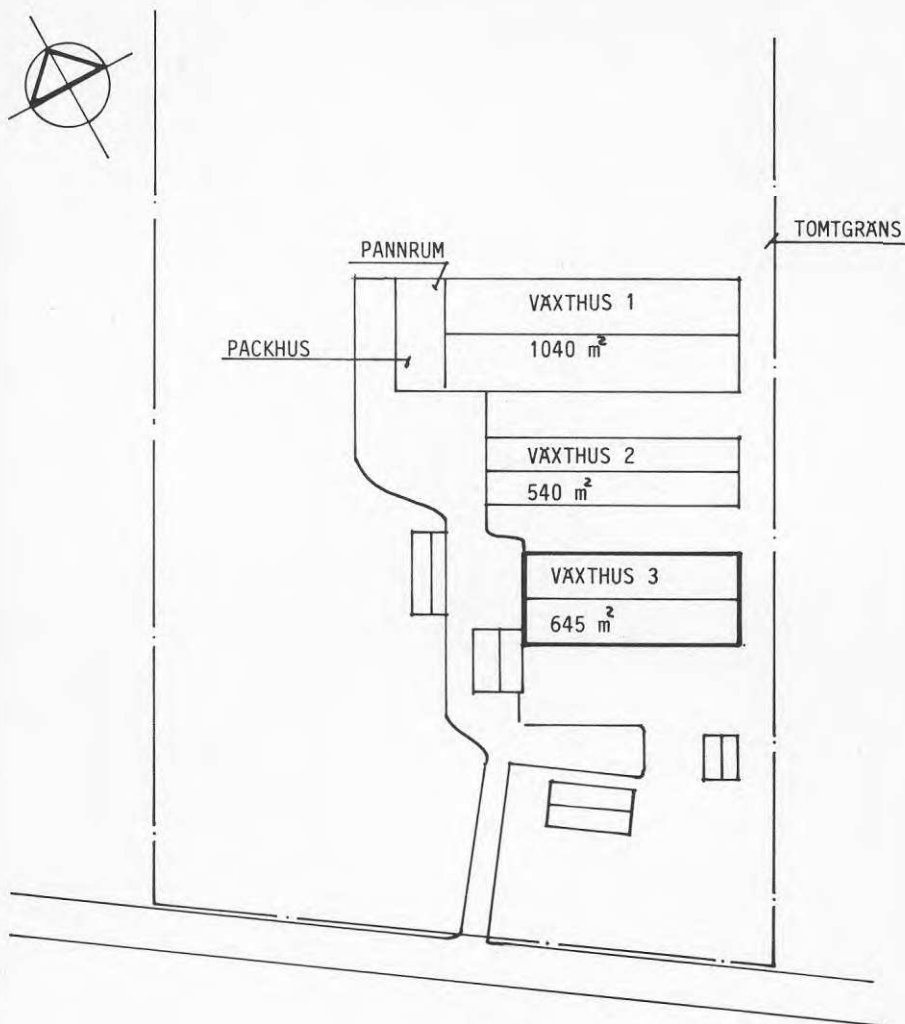 TOMTGRÄNS
PANNRUM
VÄXTHUS 1
1040 m²
PACKHUS
VÄXTHUS 2
540 m²
VÄXTHUS 3
645 m²